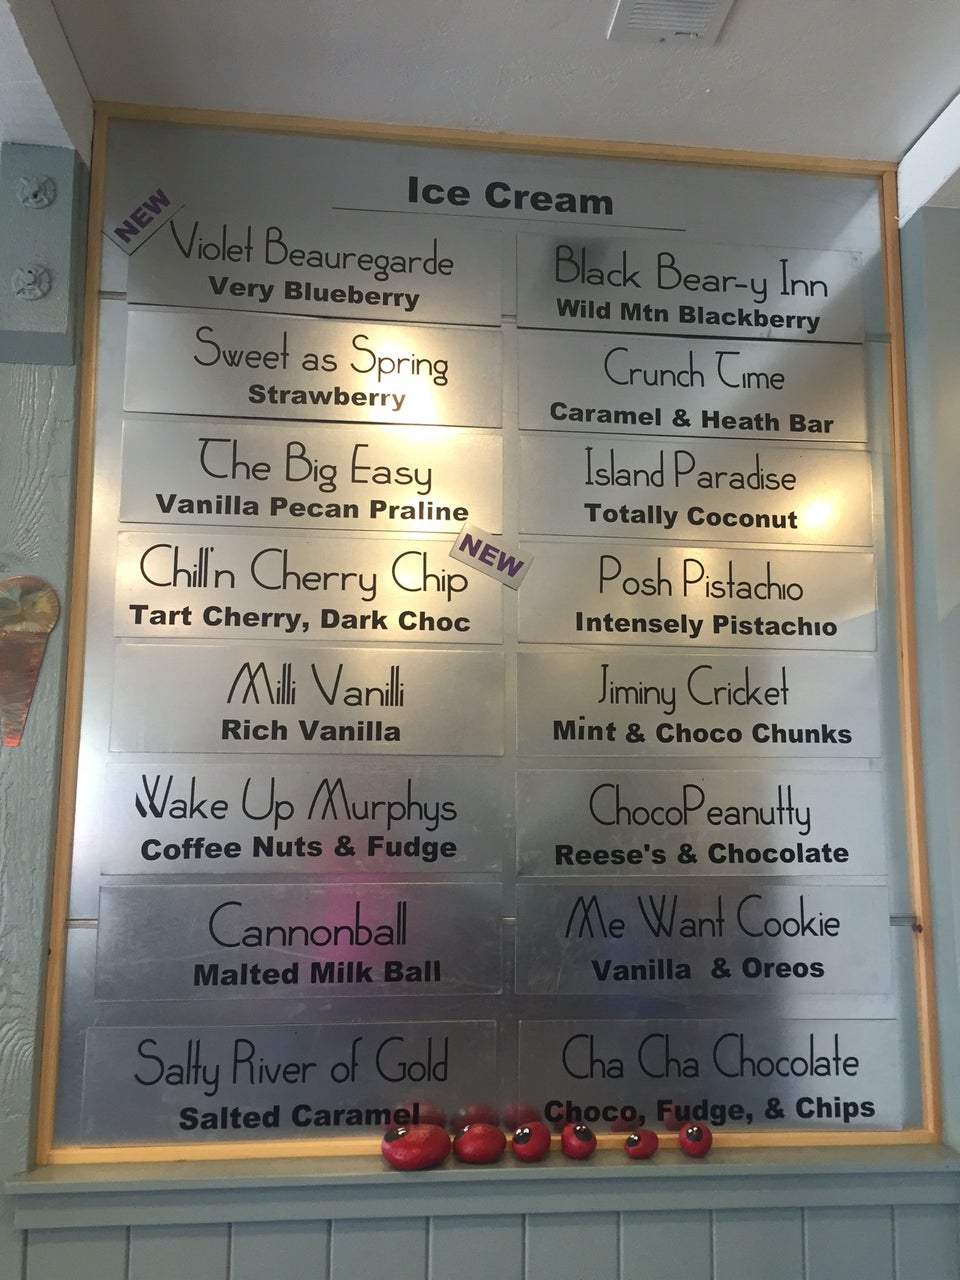 Ice Cream
NEW
Violet Beauregarde
Very Blueberry
Sweet as Spring
Strawberry
The Big Easy
Vanilla Pecan Praline
Chill'n Cherry Chip
Tart Cherry, Dark Choc
Milli Vanilli
Rich Vanilla
Wake Up Murphys
Coffee Nuts & Fudge
Cannonball
Malted Milk Ball
Salty River of Gold
Salted Caramel
Black Bear-y Inn
Wild Mtn Blackberry
Crunch Time
Caramel & Heath Bar
Island Paradise
Totally Coconut
NEW
Posh Pistachio
Intensely Pistachio
Jiminy Cricket
Mint & Choco Chunks
ChocoPeanutty
Reese's & Chocolate
Me Want Cookie
Vanilla & Oreos
Cha Cha Chocolate
Choco, Fudge, & Chips